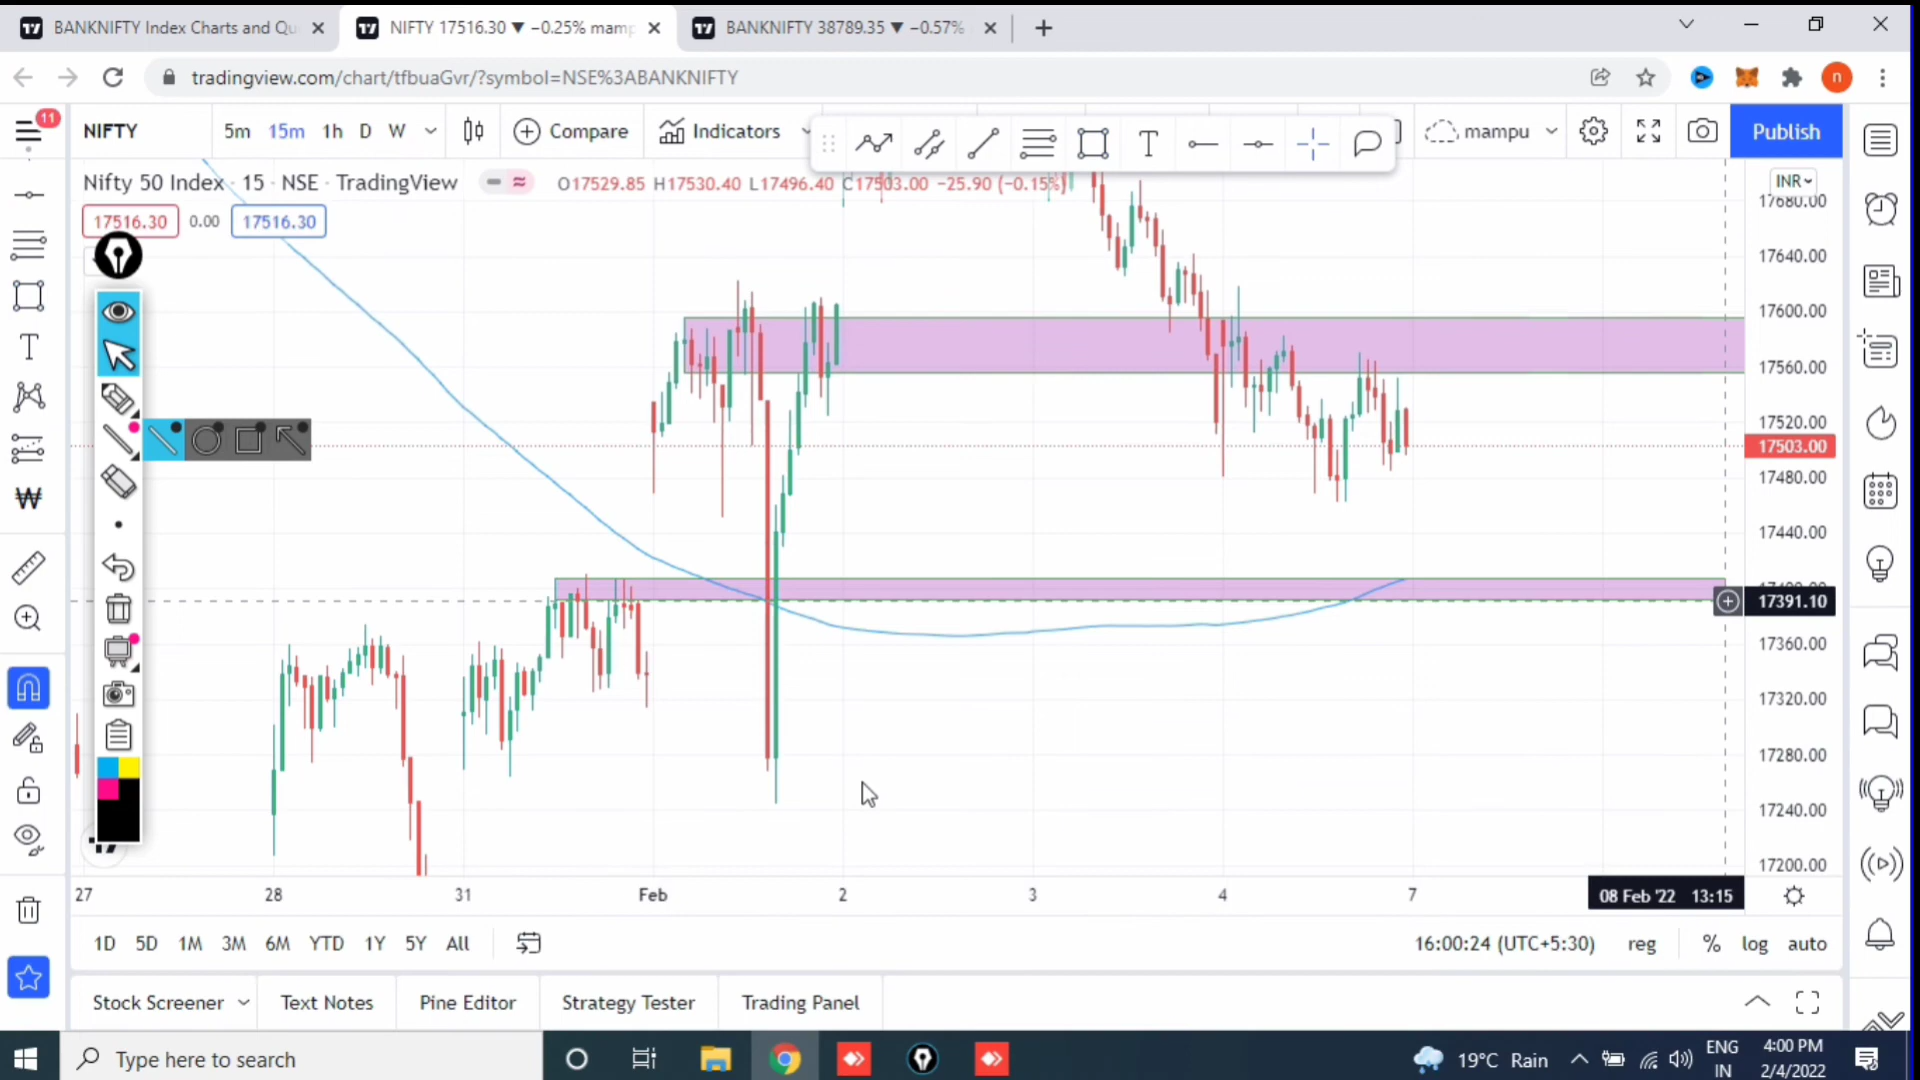 BANKNIFTY Index Charts and Qu
NIFTY 17516.30 ▼ −0.25% mamp
BANKNIFTY 38789.35 ▼ −0.57%
tradingview.com/chart/tfbuaGvr/?symbol=NSE%3ABANKNIFTY
n
11
NIFTY
5m 15m 1h D W
Compare
Indicators
mampu
Publish
Nifty 50 Index · 15 · NSE · TradingView
O17529.85 H17530.40 L17496.40 C17503.00 −25.90 (−0.15%)
INR
17516.30 0.00 17516.30
17680.00
17640.00
17600.00
17560.00
17520.00
17503.00
17480.00
17440.00
17391.10
17360.00
17320.00
17280.00
17240.00
17200.00
27 28 31 Feb 2 3 4 7
08 Feb '22 13:15
1D 5D 1M 3M 6M YTD 1Y 5Y All
16:00:24 (UTC+5:30) reg % log auto
Stock Screener Text Notes Pine Editor Strategy Tester Trading Panel
Type here to search
19°C Rain
ENG
IN
4:00 PM
2/4/2022